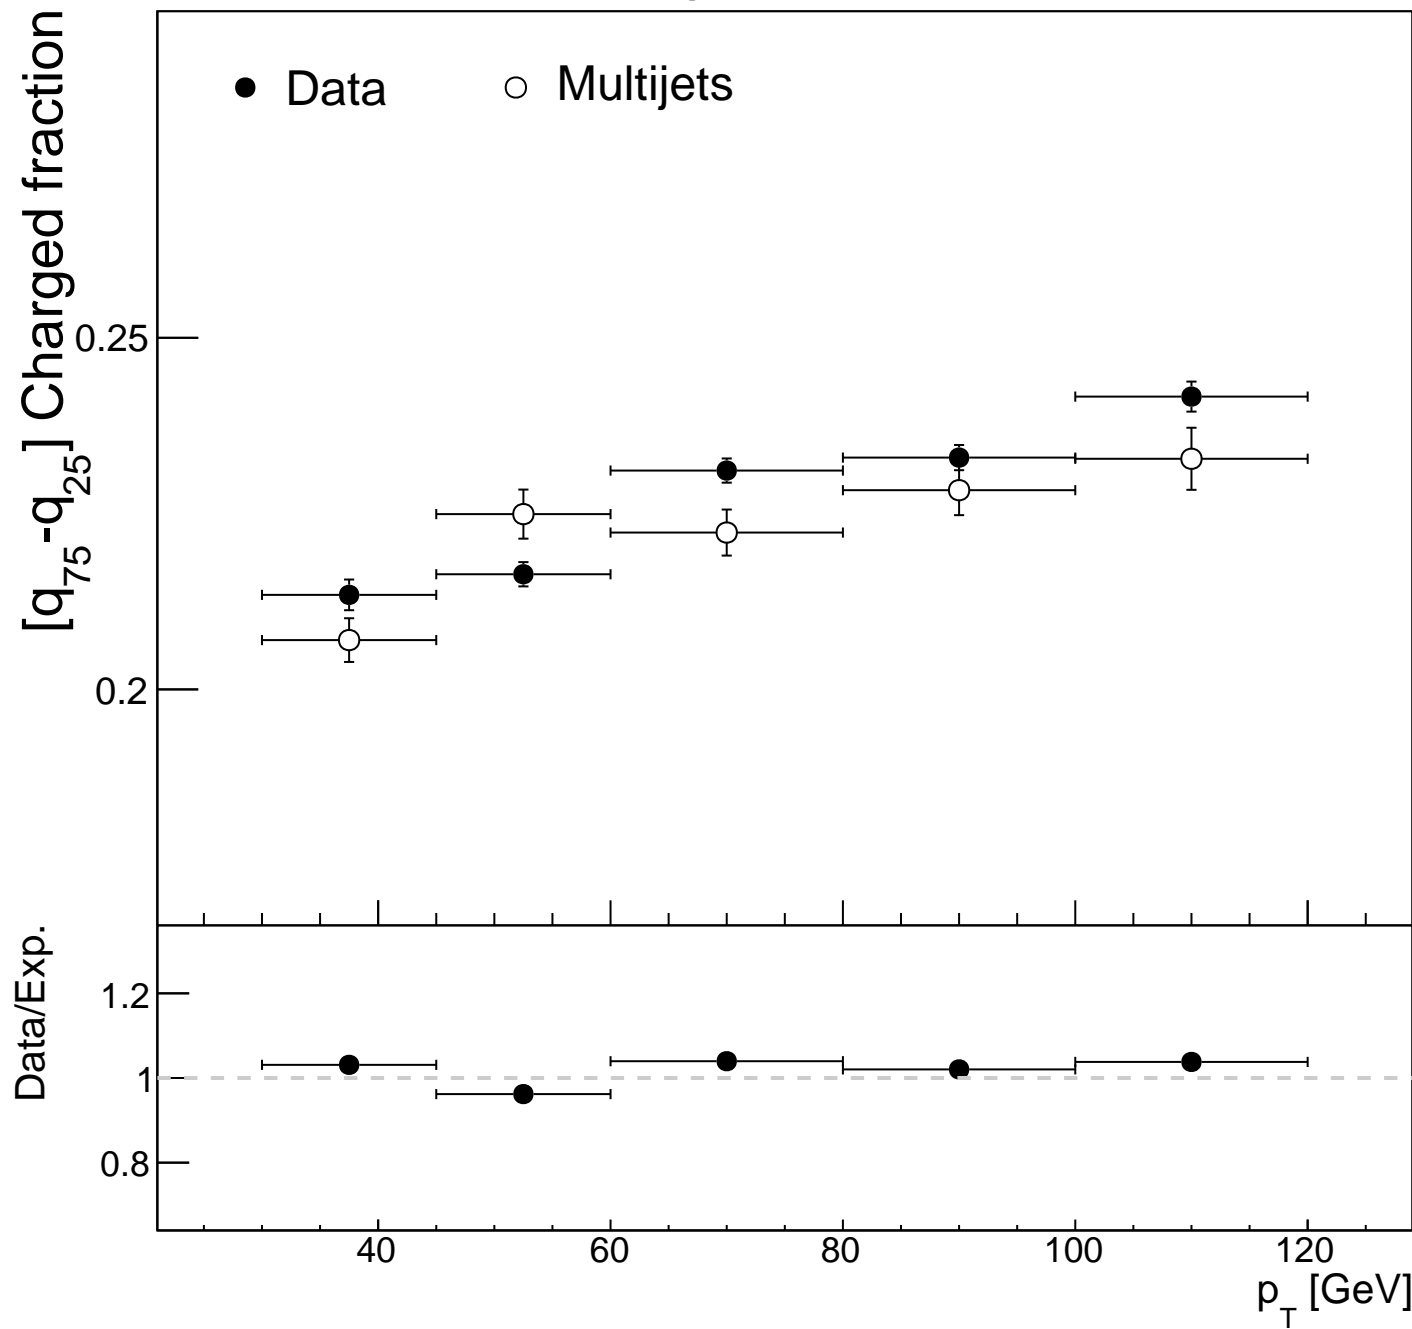 Data
Multijets
[q75-q25] Charged fraction
0.25
0.2
Data/Exp.
1.2
1
0.8
40 60 80 100 120
pT [GeV]